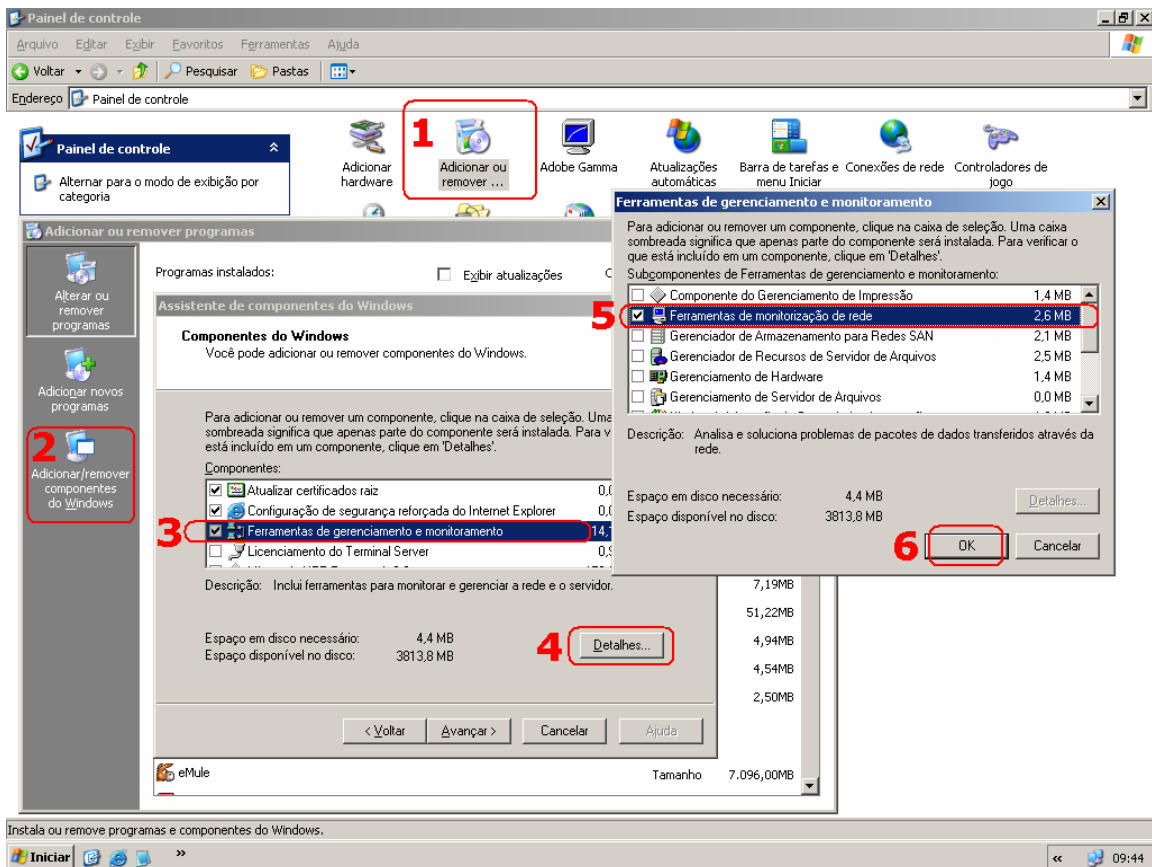 Painel de controle
Arquivo Editar Exibir Favoritos Ferramentas Ajuda
Voltar Pesquisar Pastas
Endereço Painel de controle
Painel de controle
Alternar para o modo de exibição por
categoria
1
Adicionar
hardware
Adicionar ou
remover ...
Adobe Gamma
Atualizações
automáticas
Barra de tarefas e
menu Iniciar
Conexões de rede
Controladores de
jogo
Adicionar ou remover programas
Alterar ou
remover
programas
Adicionar novos
programas
2
Adicionar/remover
componentes
do Windows
Programas instalados:
Exibir atualizações
Assistente de componentes do Windows
Componentes do Windows
Você pode adicionar ou remover componentes do Windows.
Para adicionar ou remover um componente, clique na caixa de seleção. Uma
sombreada significa que apenas parte do componente será instalada. Para v
está incluído em um componente, clique em 'Detalhes'.
Componentes:
Atualizar certificados raiz 0,0
Configuração de segurança reforçada do Internet Explorer 0,0
3
Ferramentas de gerenciamento e monitoramento 14,
Licenciamento do Terminal Server 0,9
Descrição: Inclui ferramentas para monitorar e gerenciar a rede e o servidor.
Espaço em disco necessário: 4,4 MB
Espaço disponível no disco: 3813,8 MB
4
Detalhes...
< Voltar Avançar > Cancelar Ajuda
7,19MB
51,22MB
4,94MB
4,54MB
2,50MB
eMule Tamanho 7.096,00MB
Ferramentas de gerenciamento e monitoramento
Para adicionar ou remover um componente, clique na caixa de seleção. Uma caixa
sombreada significa que apenas parte do componente será instalada. Para verificar o
que está incluído em um componente, clique em 'Detalhes'.
Subcomponentes de Ferramentas de gerenciamento e monitoramento:
Componente do Gerenciamento de Impressão 1,4 MB
5
Ferramentas de monitorização de rede 2,6 MB
Gerenciador de Armazenamento para Redes SAN 2,1 MB
Gerenciador de Recursos de Servidor de Arquivos 2,5 MB
Gerenciamento de Hardware 1,4 MB
Gerenciamento de Servidor de Arquivos 0,0 MB
Descrição: Analisa e soluciona problemas de pacotes de dados transferidos através da
rede.
Espaço em disco necessário: 4,4 MB
Espaço disponível no disco: 3813,8 MB
Detalhes...
6
OK Cancelar
Instala ou remove programas e componentes do Windows.
Iniciar » « 09:44